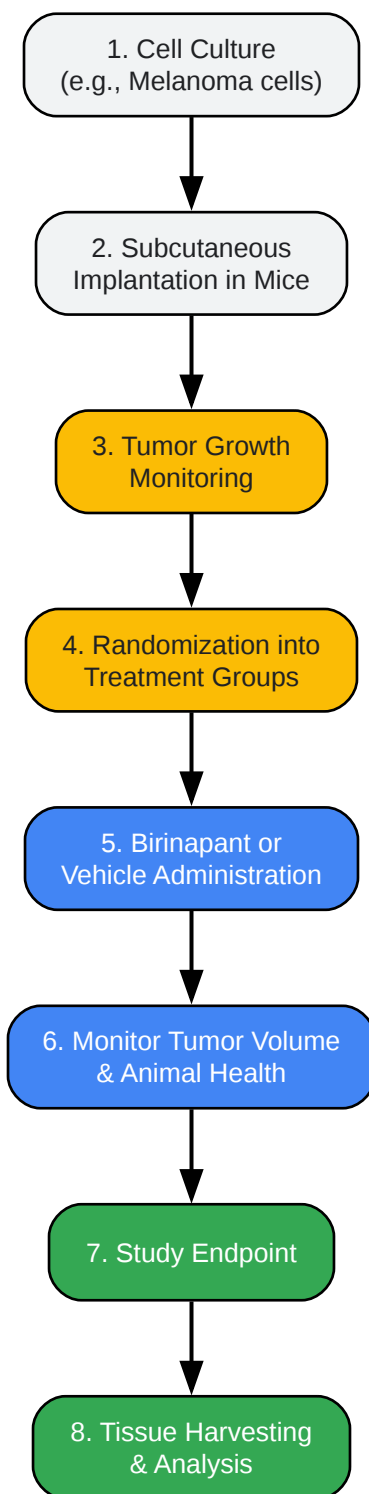 1. Cell Culture
(e.g., Melanoma cells)
2. Subcutaneous
Implantation in Mice
3. Tumor Growth
Monitoring
4. Randomization into
Treatment Groups
5. Birinapant or
Vehicle Administration
6. Monitor Tumor Volume
& Animal Health
7. Study Endpoint
8. Tissue Harvesting
& Analysis